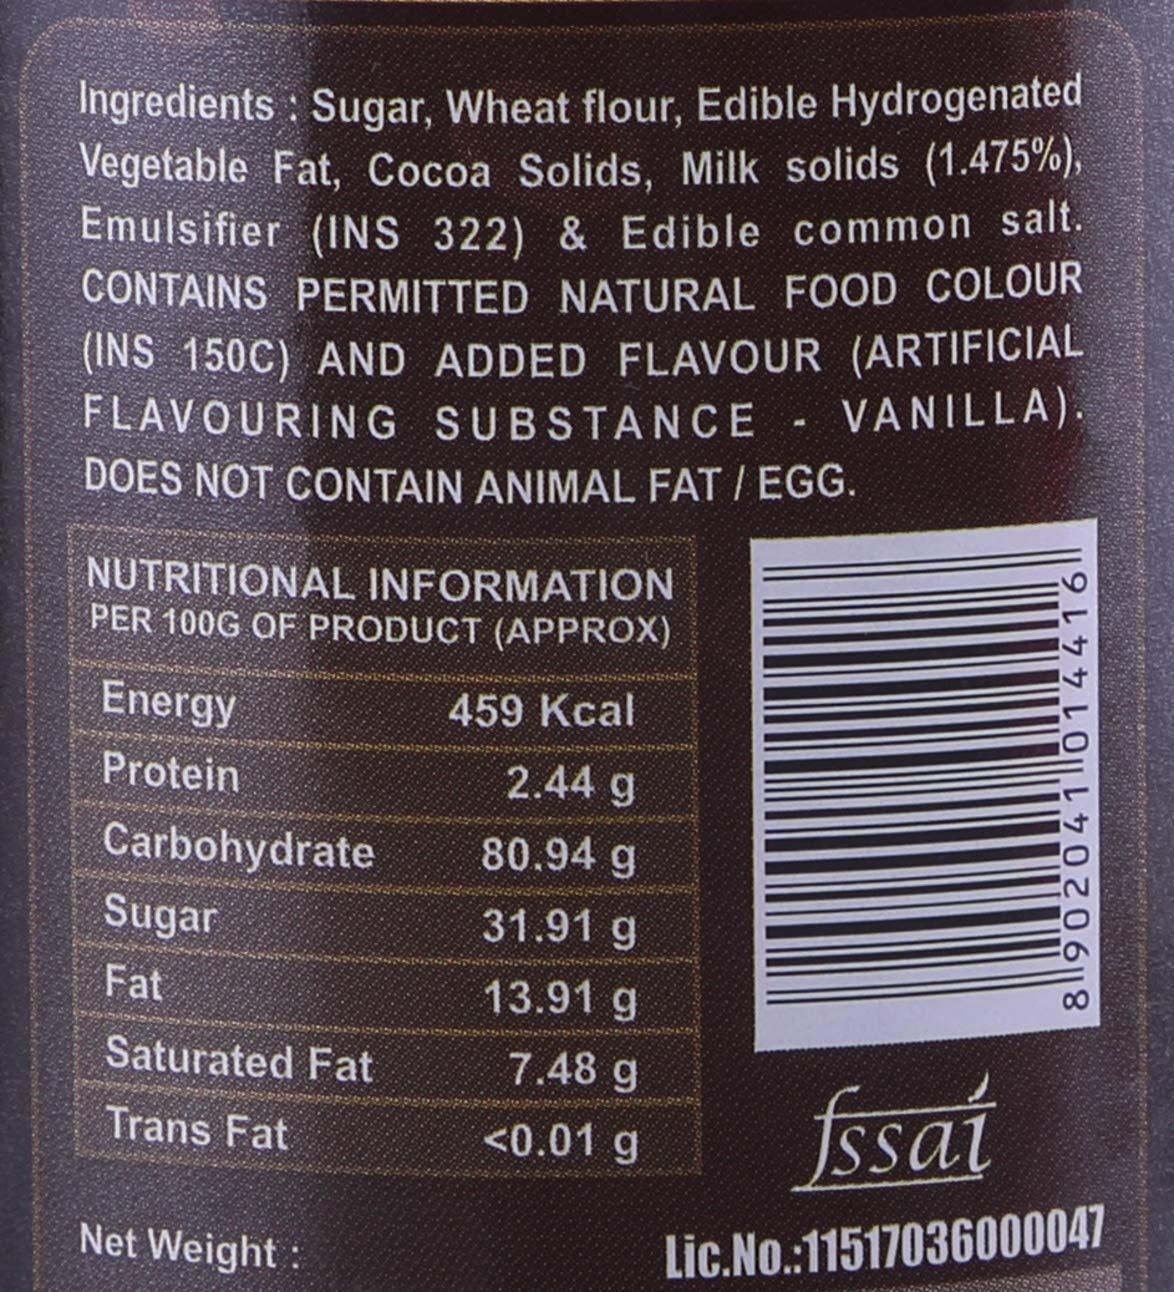 Ingredients : Sugar, Wheat flour, Edible Hydrogenated
Vegetable Fat, Cocoa Solids, Milk solids (1.475%),
Emulsifier (INS 322) & Edible common salt.
CONTAINS PERMITTED NATURAL FOOD COLOUR
(INS 150C) AND ADDED FLAVOUR (ARTIFICIAL
FLAVOURING SUBSTANCE - VANILLA).
DOES NOT CONTAIN ANIMAL FAT / EGG.
NUTRITIONAL INFORMATION
PER 100G OF PRODUCT (APPROX)
Energy 459 Kcal
Protein 2.44 g
Carbohydrate 80.94 g
Sugar 31.91 g
Fat 13.91 g
Saturated Fat 7.48 g
Trans Fat <0.01 g
8 902041 014416
fssai
Net Weight :
Lic.No.:11517036000047